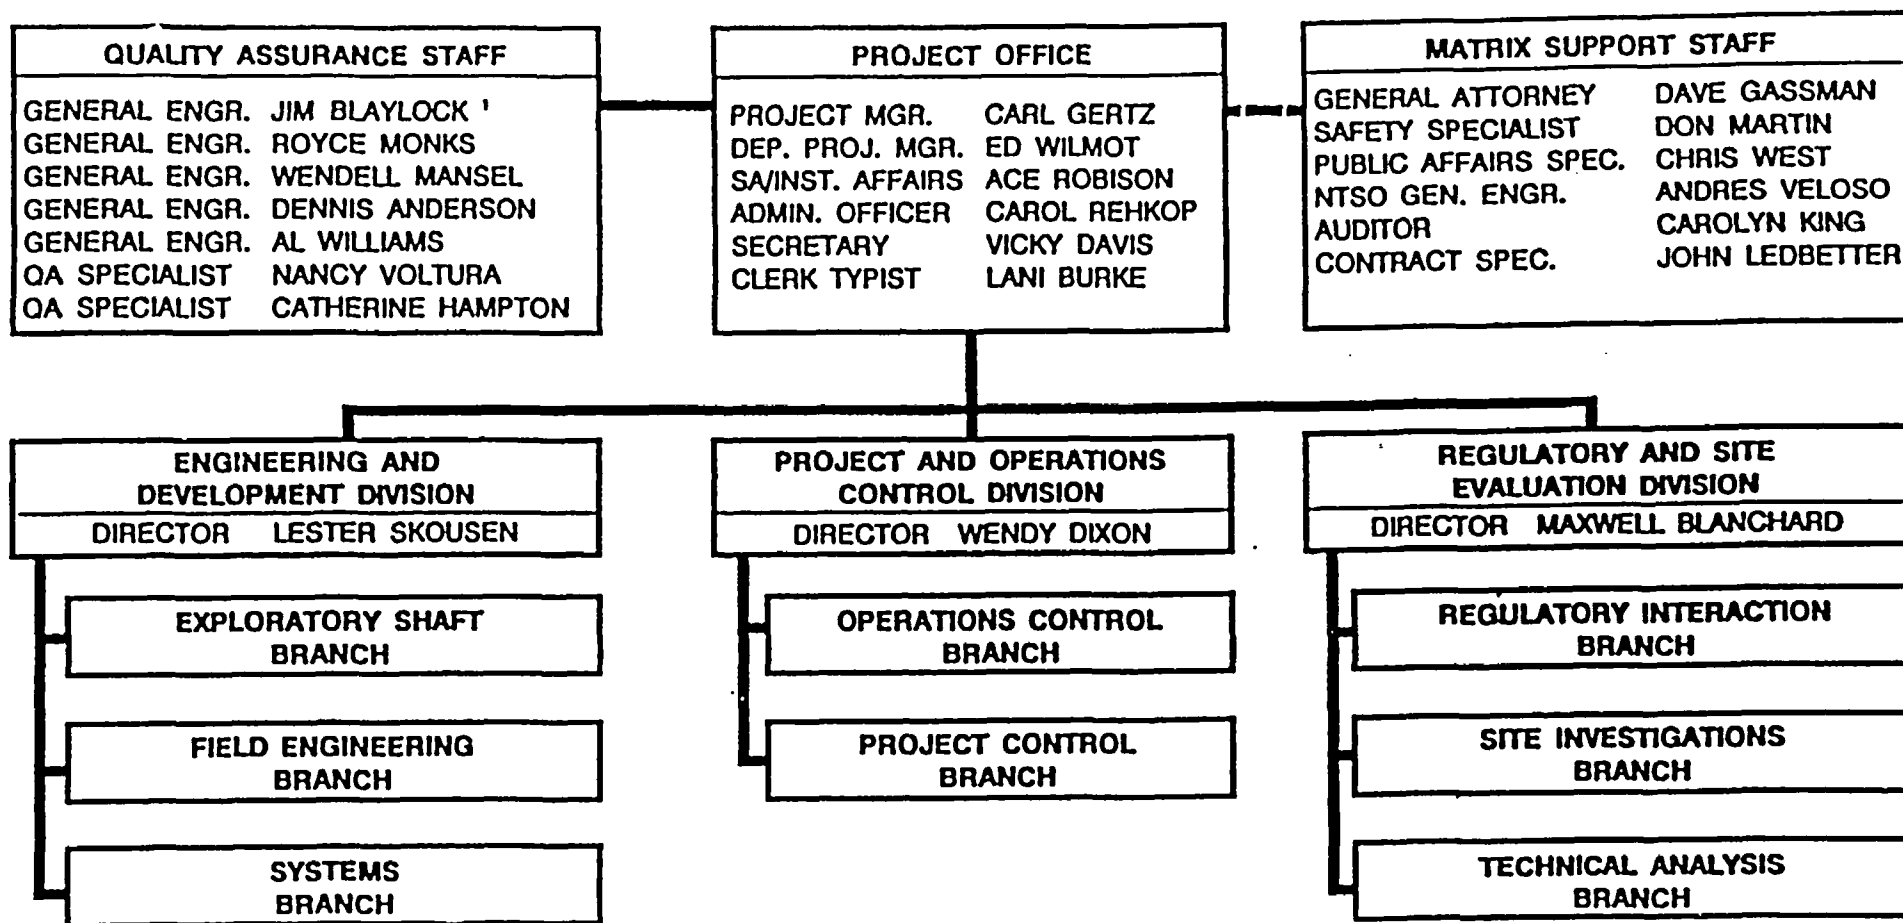 QUALITY ASSURANCE STAFF
GENERAL ENGR. JIM BLAYLOCK ¹
GENERAL ENGR. ROYCE MONKS
GENERAL ENGR. WENDELL MANSEL
GENERAL ENGR. DENNIS ANDERSON
GENERAL ENGR. AL WILLIAMS
QA SPECIALIST NANCY VOLTURA
QA SPECIALIST CATHERINE HAMPTON
PROJECT OFFICE
PROJECT MGR. CARL GERTZ
DEP. PROJ. MGR. ED WILMOT
SA/INST. AFFAIRS ACE ROBISON
ADMIN. OFFICER CAROL REHKOP
SECRETARY VICKY DAVIS
CLERK TYPIST LANI BURKE
MATRIX SUPPORT STAFF
GENERAL ATTORNEY DAVE GASSMAN
SAFETY SPECIALIST DON MARTIN
PUBLIC AFFAIRS SPEC. CHRIS WEST
NTSO GEN. ENGR. ANDRES VELOSO
AUDITOR CAROLYN KING
CONTRACT SPEC. JOHN LEDBETTER
ENGINEERING AND
DEVELOPMENT DIVISION
DIRECTOR LESTER SKOUSEN
EXPLORATORY SHAFT
BRANCH
FIELD ENGINEERING
BRANCH
SYSTEMS
BRANCH
PROJECT AND OPERATIONS
CONTROL DIVISION
DIRECTOR WENDY DIXON
OPERATIONS CONTROL
BRANCH
PROJECT CONTROL
BRANCH
REGULATORY AND SITE
EVALUATION DIVISION
DIRECTOR MAXWELL BLANCHARD
REGULATORY INTERACTION
BRANCH
SITE INVESTIGATIONS
BRANCH
TECHNICAL ANALYSIS
BRANCH